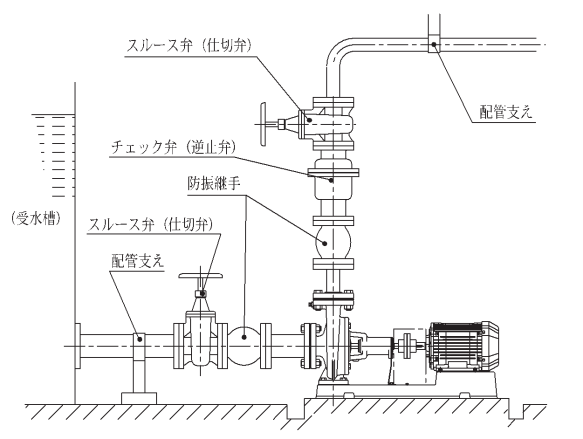 スルース弁（仕切弁）
配管支え
チェック弁（逆止弁）
防振継手
（受水槽）
スルース弁（仕切弁）
配管支え